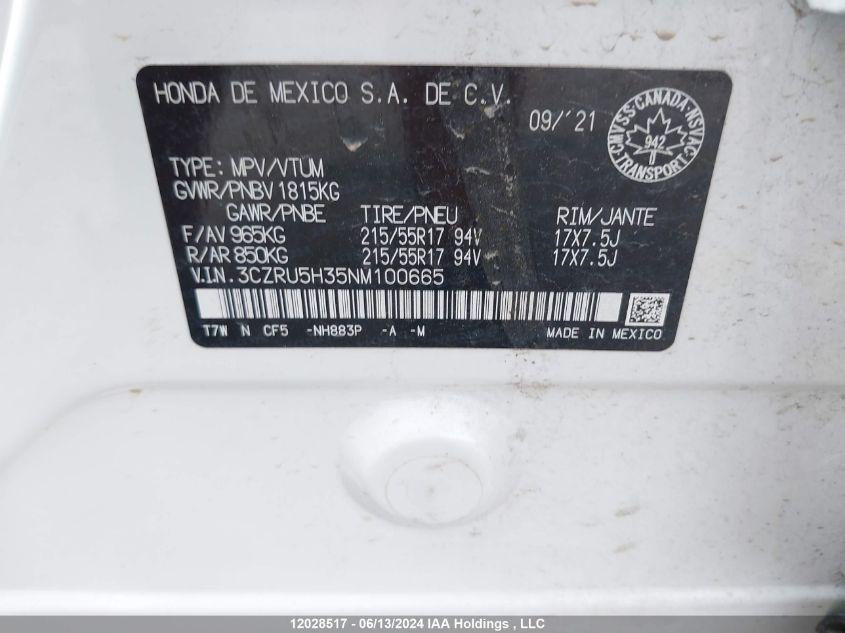 HONDA DE MEXICO S.A. DE C.V.
09/'21
CMVSS·CANADA·NSVAC
942
TRANSPORT
TYPE: MPV/VTUM
GVWR/PNBV 1815KG
GAWR/PNBE TIRE/PNEU RIM/JANTE
F/AV 965KG 215/55R17 94V 17X7.5J
R/AR 850KG 215/55R17 94V 17X7.5J
V.I.N. 3CZRU5H35NM100665
T7W N CF5 -NH883P -A -M MADE IN MEXICO
12028517 - 06/13/2024 IAA Holdings , LLC